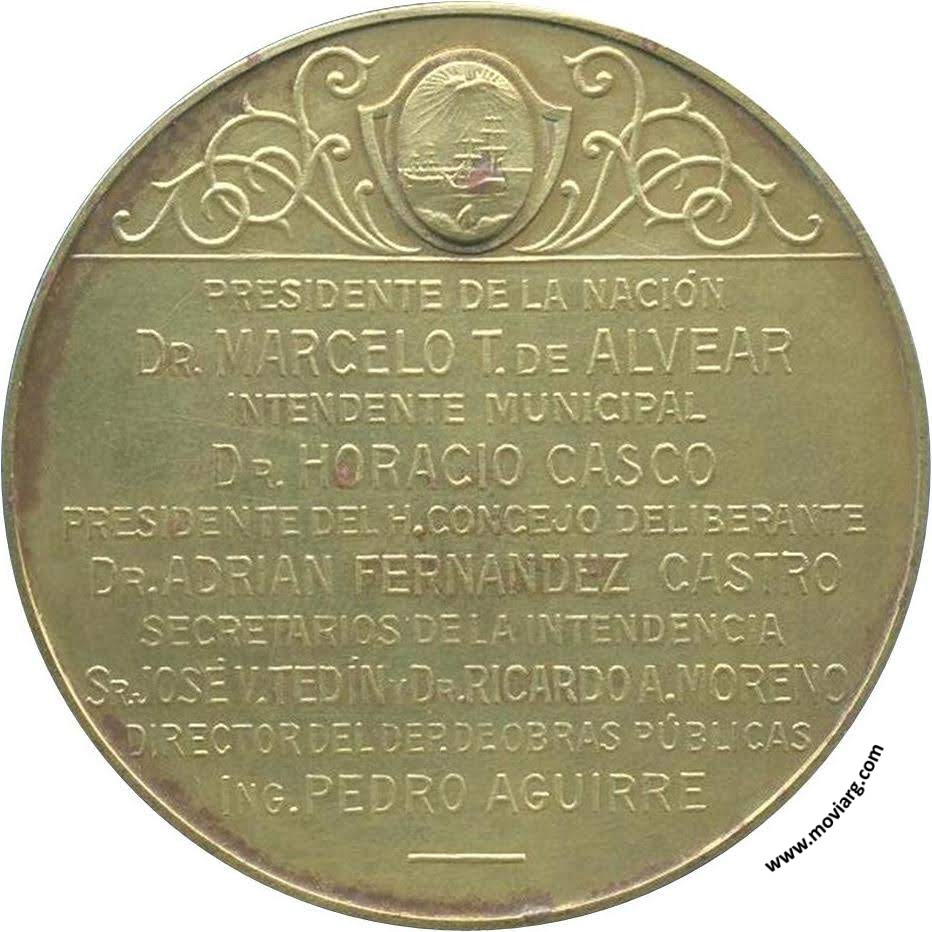 PRESIDENTE DE LA NACIÓN
DR. MARCELO T. DE ALVEAR
INTENDENTE MUNICIPAL
DR. HORACIO CASCO
PRESIDENTE DEL H. CONCEJO DELIBERANTE
DR. ADRIAN FERNANDEZ CASTRO
SECRETARIOS DE LA INTENDENCIA
SR. JOSÉ V. TEDÍN Y DR. RICARDO A. MORENO
DIRECTOR DEL DEP. DE OBRAS PÚBLICAS
ING. PEDRO AGUIRRE
www.moviarg.com